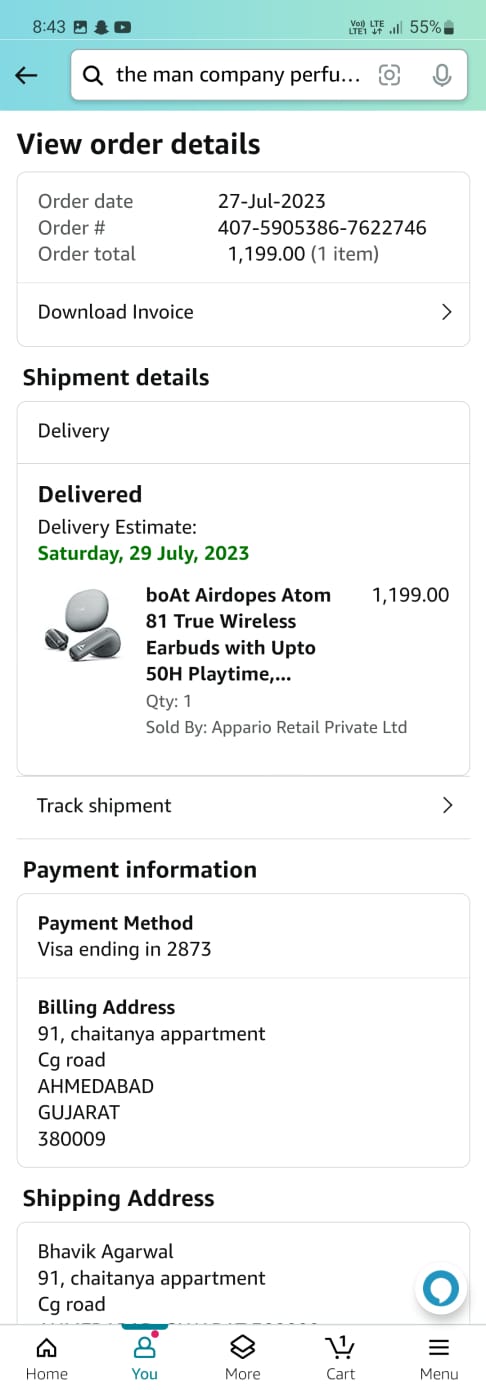 8:43
Vo)) LTE
LTE1
55%
the man company perfu...
View order details
Order date 27-Jul-2023
Order # 407-5905386-7622746
Order total 1,199.00 (1 item)
Download Invoice
Shipment details
Delivery
Delivered
Delivery Estimate:
Saturday, 29 July, 2023
boAt Airdopes Atom 1,199.00
81 True Wireless
Earbuds with Upto
50H Playtime,...
Qty: 1
Sold By: Appario Retail Private Ltd
Track shipment
Payment information
Payment Method
Visa ending in 2873
Billing Address
91, chaitanya appartment
Cg road
AHMEDABAD
GUJARAT
380009
Shipping Address
Bhavik Agarwal
91, chaitanya appartment
Cg road
1
Home You More Cart Menu